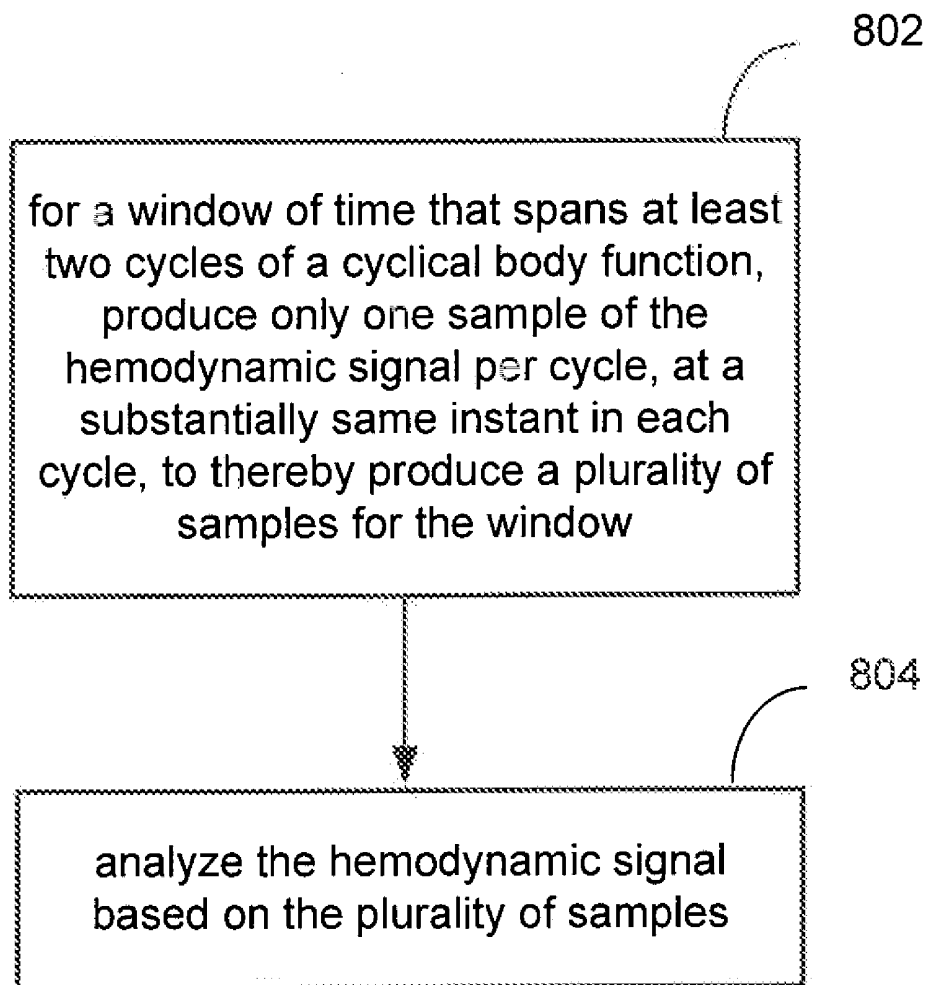 802
for a window of time that spans at least
two cycles of a cyclical body function,
produce only one sample of the
hemodynamic signal per cycle, at a
substantially same instant in each
cycle, to thereby produce a plurality of
samples for the window
804
analyze the hemodynamic signal
based on the plurality of samples